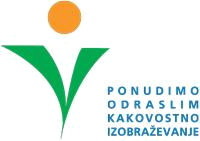 PONUDIMO
ODRASLIM
KAKOVOSTNO
IZOBRAŽEVANJE